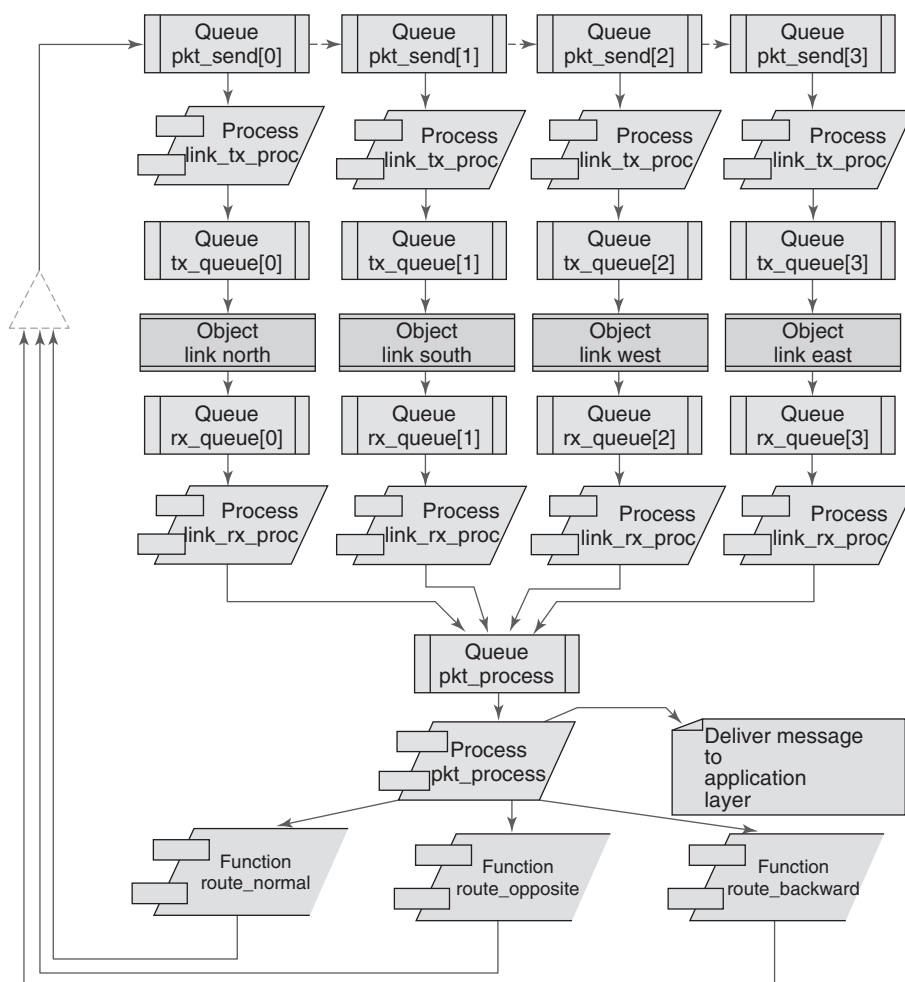 Queue
pkt_send[0]
Queue
pkt_send[1]
Queue
pkt_send[2]
Queue
pkt_send[3]
Process
link_tx_proc
Process
link_tx_proc
Process
link_tx_proc
Process
link_tx_proc
Queue
tx_queue[0]
Queue
tx_queue[1]
Queue
tx_queue[2]
Queue
tx_queue[3]
Object
link north
Object
link south
Object
link west
Object
link east
Queue
rx_queue[0]
Queue
rx_queue[1]
Queue
rx_queue[2]
Queue
rx_queue[3]
Process
link_rx_proc
Process
link_rx_proc
Process
link_rx_proc
Process
link_rx_proc
Queue
pkt_process
Process
pkt_process
Deliver message
to
application
layer
Function
route_normal
Function
route_opposite
Function
route_backward